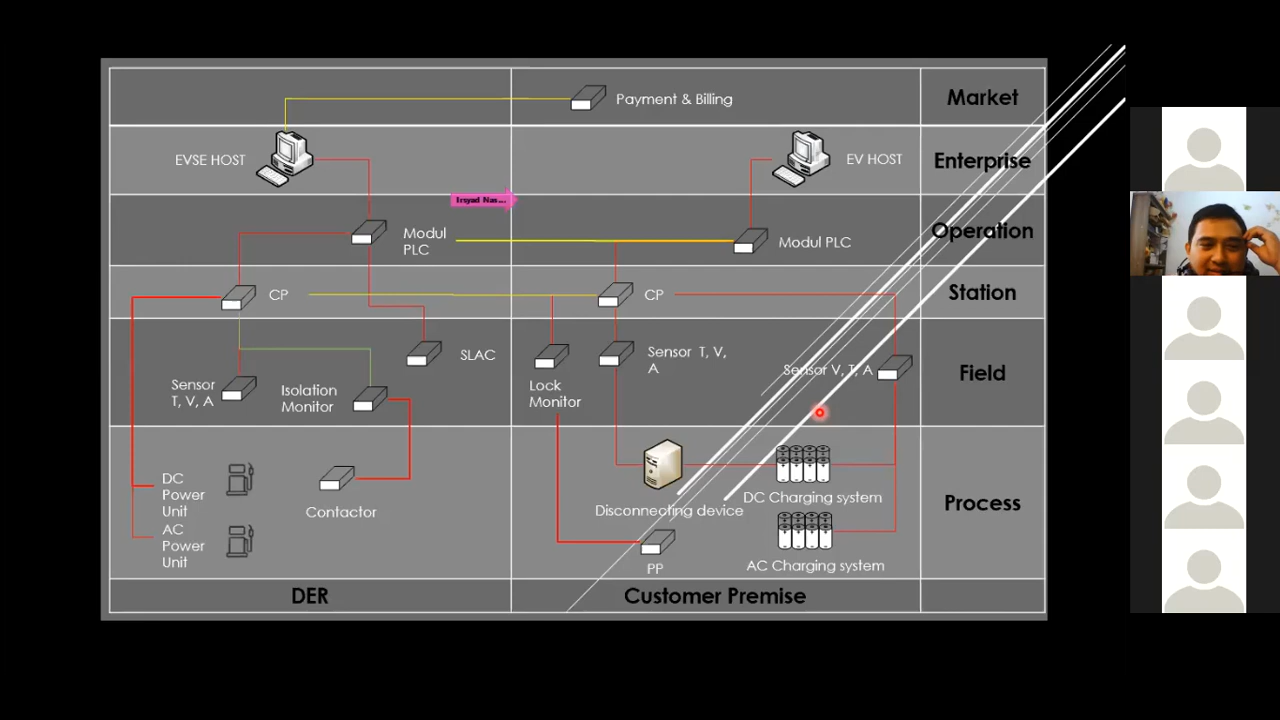 Payment & Billing
Market
EVSE HOST
EV HOST
Enterprise
Irsyad Nas...
Modul
PLC
Modul PLC
Operation
CP
CP
Station
SLAC
Sensor T, V,
A
Sensor V, T, A
Field
Sensor
T, V, A
Isolation
Monitor
Lock
Monitor
DC
Power
Unit
AC
Power
Unit
Contactor
Disconnecting device
DC Charging system
Process
PP
AC Charging system
DER
Customer Premise